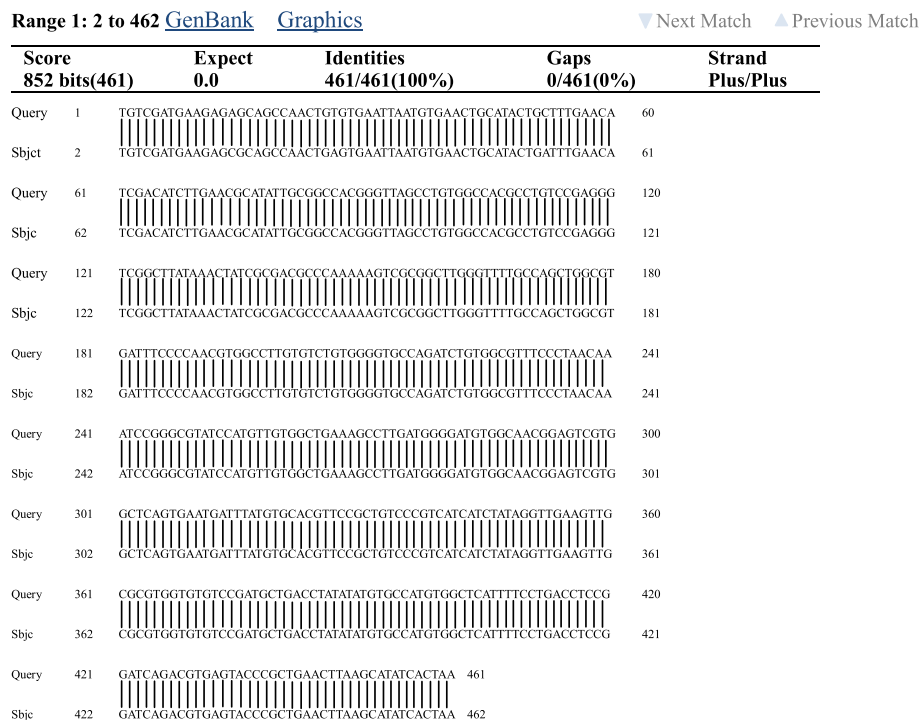 Range 1: 2 to 462 GenBank Graphics Next Match Previous Match
Score Expect Identities Gaps Strand
852 bits(461) 0.0 461/461(100%) 0/461(0%) Plus/Plus
Query 1 TGTCGATGAAGAGAGCAGCCAACTGTGTGAATTAATGTGAACTGCATACTGCTTTGAACA 60
Sbjct 2 TGTCGATGAAGAGCGCAGCCAACTGAGTGAATTAATGTGAACTGCATACTGATTTGAACA 61
Query 61 TCGACATCTTGAACGCATATTGCGGCCACGGGTTAGCCTGTGGCCACGCCTGTCCGAGGG 120
Sbjc 62 TCGACATCTTGAACGCATATTGCGGCCACGGGTTAGCCTGTGGCCACGCCTGTCCGAGGG 121
Query 121 TCGGCTTATAAACTATCGCGACGCCCAAAAAGTCGCGGCTTGGGTTTTGCCAGCTGGCGT 180
Sbjc 122 TCGGCTTATAAACTATCGCGACGCCCAAAAAGTCGCGGCTTGGGTTTTGCCAGCTGGCGT 181
Query 181 GATTTCCCCAACGTGGCCTTGTGTCTGTGGGGTGCCAGATCTGTGGCGTTTCCCTAACAA 241
Sbjc 182 GATTTCCCCAACGTGGCCTTGTGTCTGTGGGGTGCCAGATCTGTGGCGTTTCCCTAACAA 241
Query 241 ATCCGGGCGTATCCATGTTGTGGCTGAAAGCCTTGATGGGGATGTGGCAACGGAGTCGTG 300
Sbjc 242 ATCCGGGCGTATCCATGTTGTGGCTGAAAGCCTTGATGGGGATGTGGCAACGGAGTCGTG 301
Query 301 GCTCAGTGAATGATTTATGTGCACGTTCCGCTGTCCCGTCATCATCTATAGGTTGAAGTTG 360
Sbjc 302 GCTCAGTGAATGATTTATGTGCACGTTCCGCTGTCCCGTCATCATCTATAGGTTGAAGTTG 361
Query 361 CGCGTGGTGTGTCCGATGCTGACCTATATATGTGCCATGTGGCTCATTTTCCTGACCTCCG 420
Sbjc 362 CGCGTGGTGTGTCCGATGCTGACCTATATATGTGCCATGTGGCTCATTTTCCTGACCTCCG 421
Query 421 GATCAGACGTGAGTACCCGCTGAACTTAAGCATATCACTAA 461
Sbjc 422 GATCAGACGTGAGTACCCGCTGAACTTAAGCATATCACTAA 462